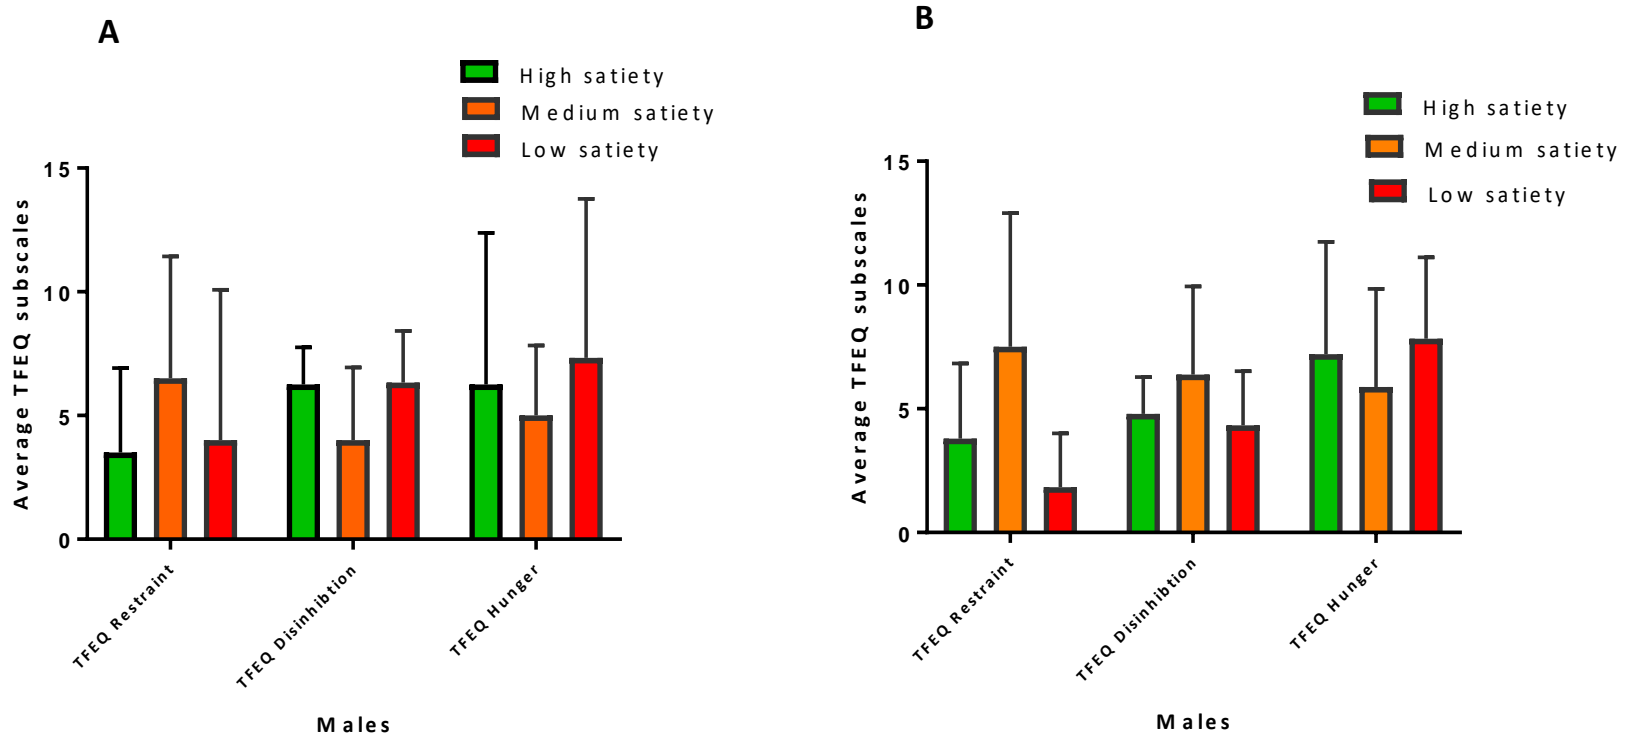 A
High satiety
Medium satiety
Low satiety
15
10
5
0
Average TFEQ subscales
TFEQ Restraint
TFEQ Disinhibtion
TFEQ Hunger
Males
B
High satiety
Medium satiety
Low satiety
15
10
5
0
Average TFEQ subscales
TFEQ Restraint
TFEQ Disinhibtion
TFEQ Hunger
Males